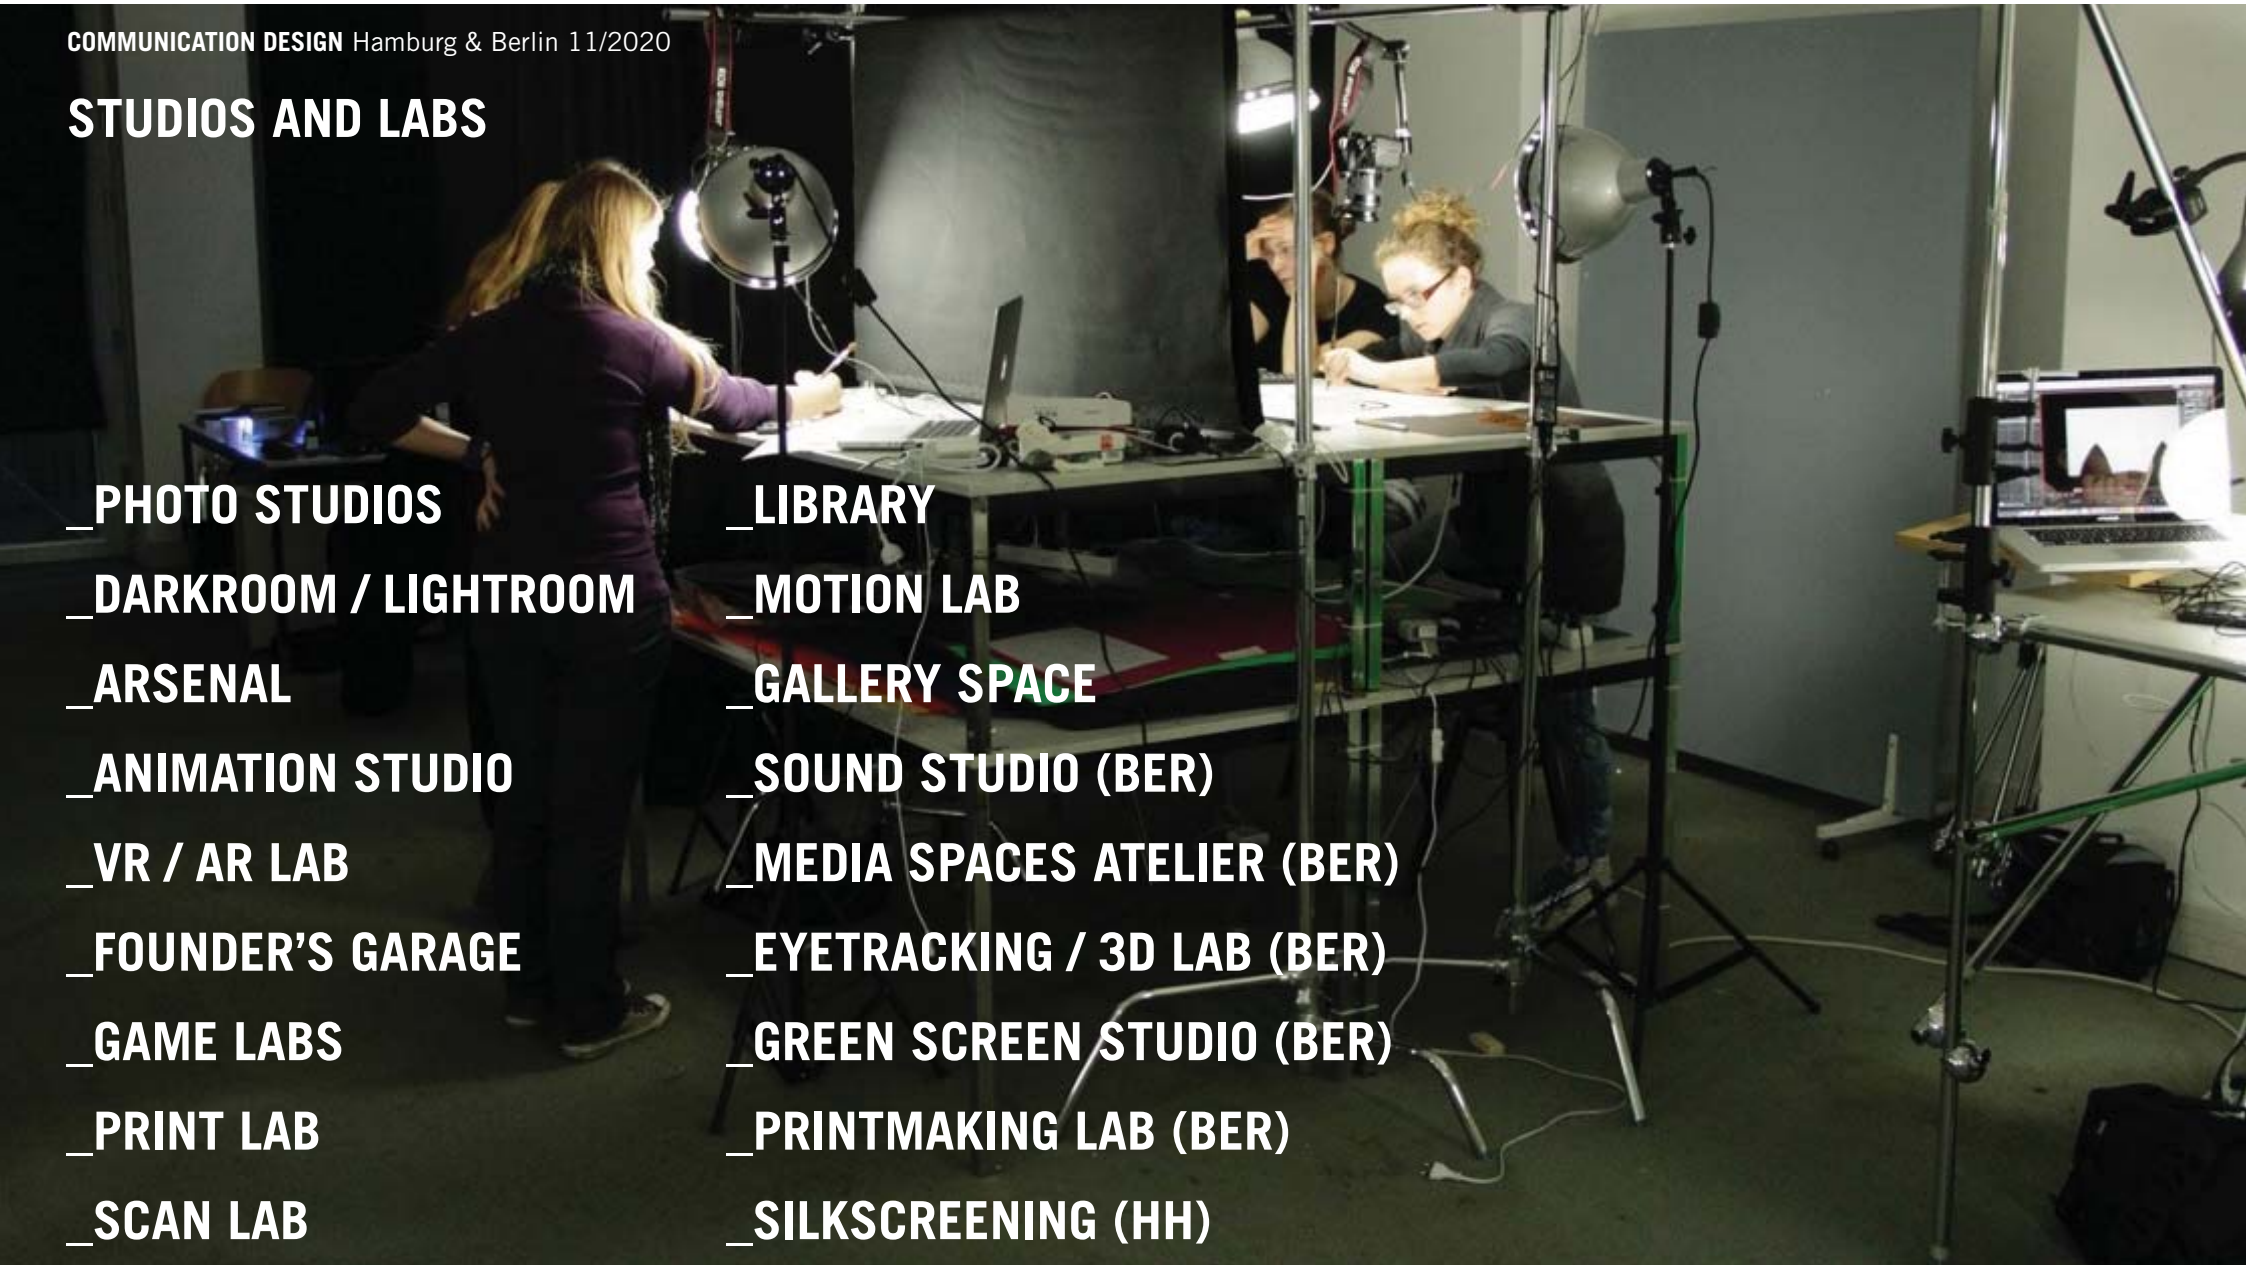 COMMUNICATION DESIGN Hamburg & Berlin 11/2020
STUDIOS AND LABS
_PHOTO STUDIOS
_DARKROOM / LIGHTROOM
_ARSENAL
_ANIMATION STUDIO
_VR / AR LAB
_FOUNDER’S GARAGE
_GAME LABS
_PRINT LAB
_SCAN LAB
_LIBRARY
_MOTION LAB
_GALLERY SPACE
_SOUND STUDIO (BER)
_MEDIA SPACES ATELIER (BER)
_EYETRACKING / 3D LAB (BER)
_GREEN SCREEN STUDIO (BER)
_PRINTMAKING LAB (BER)
_SILKSCREENING (HH)